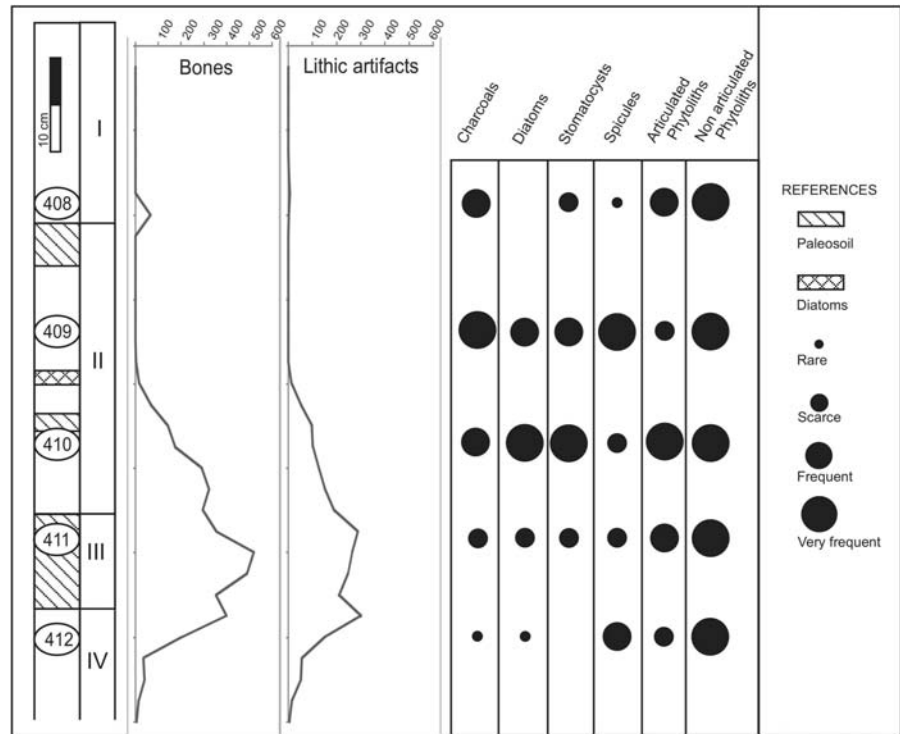 100 200 300 400 500 600
100 200 300 400 500 600
Bones
Lithic artifacts
Charcoals
Diatoms
Stomatocysts
Spicules
Articulated
Phytoliths
Non articulated
Phytoliths
10 cm
I
408
409
II
410
411
III
412
IV
REFERENCES
Paleosoil
Diatoms
Rare
Scarce
Frequent
Very frequent